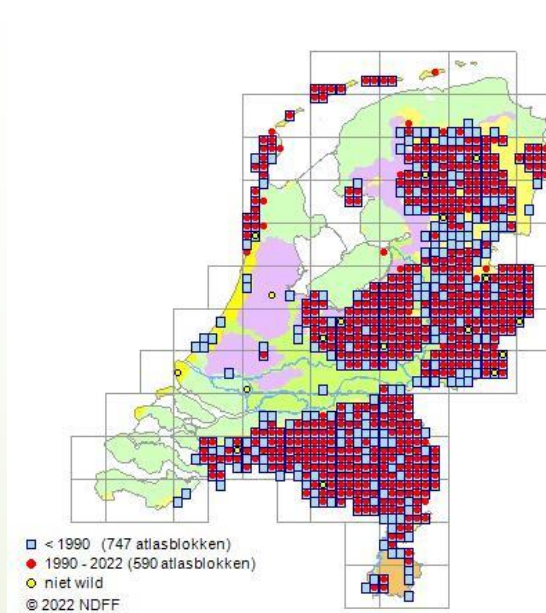 < 1990 (747 atlasblokken)
1990 - 2022 (590 atlasblokken)
niet wild
© 2022 NDFF